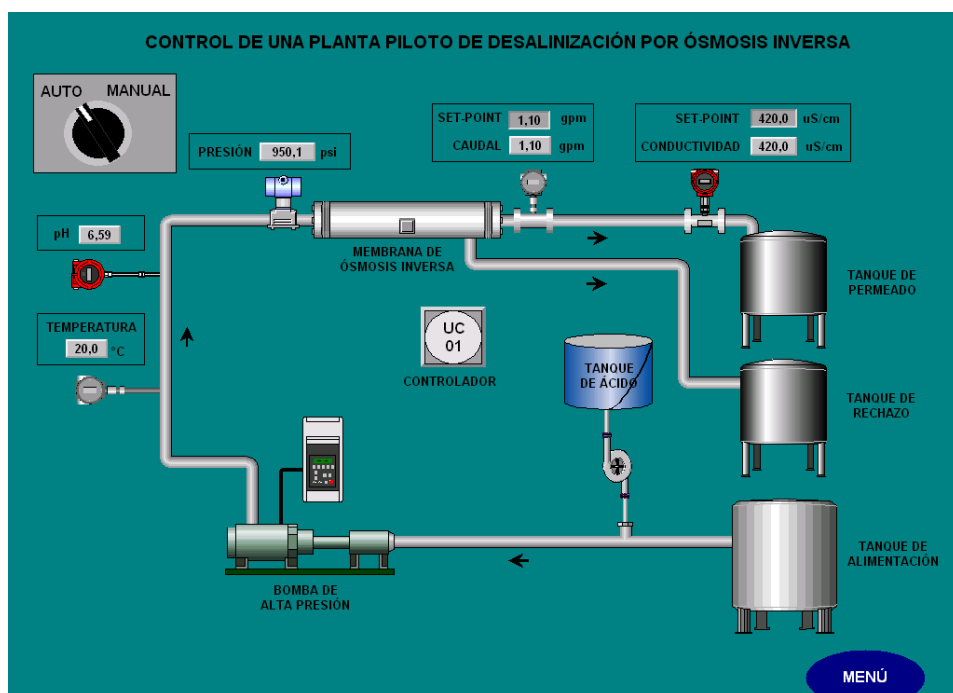 CONTROL DE UNA PLANTA PILOTO DE DESALINIZACIÓN POR ÓSMOSIS INVERSA
AUTO MANUAL
SET-POINT 1,10 gpm
CAUDAL 1,10 gpm
SET-POINT 420,0 uS/cm
CONDUCTIVIDAD 420,0 uS/cm
PRESIÓN 950,1 psi
pH 6,59
MEMBRANA DE
ÓSMOSIS INVERSA
TANQUE DE
PERMEADO
TEMPERATURA
20,0 °C
UC
01
CONTROLADOR
TANQUE
DE ÁCIDO
TANQUE DE
RECHAZO
TANQUE DE
ALIMENTACIÓN
BOMBA DE
ALTA PRESIÓN
MENÚ